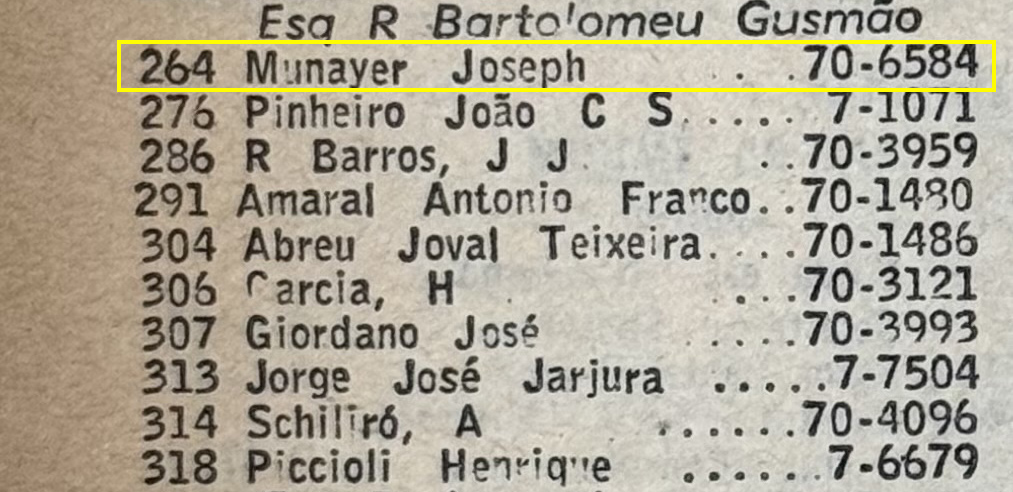 Esq R Bartolomeu Gusmão
264 Munayer Joseph . . .70-6584
276 Pinheiro João C S. . . . . 7-1071
286 R Barros, J J . . .70-3959
291 Amaral Antonio Franco. .70-1480
304 Abreu Joval Teixeira. . . .70-1486
306 Garcia, H . . . . .70-3121
307 Giordano José . . . . .70-3993
313 Jorge José Jarjura . . . . .7-7504
314 Schiliró, A . . . . . .70-4096
318 Piccioli Henrique . . . . . .7-6679